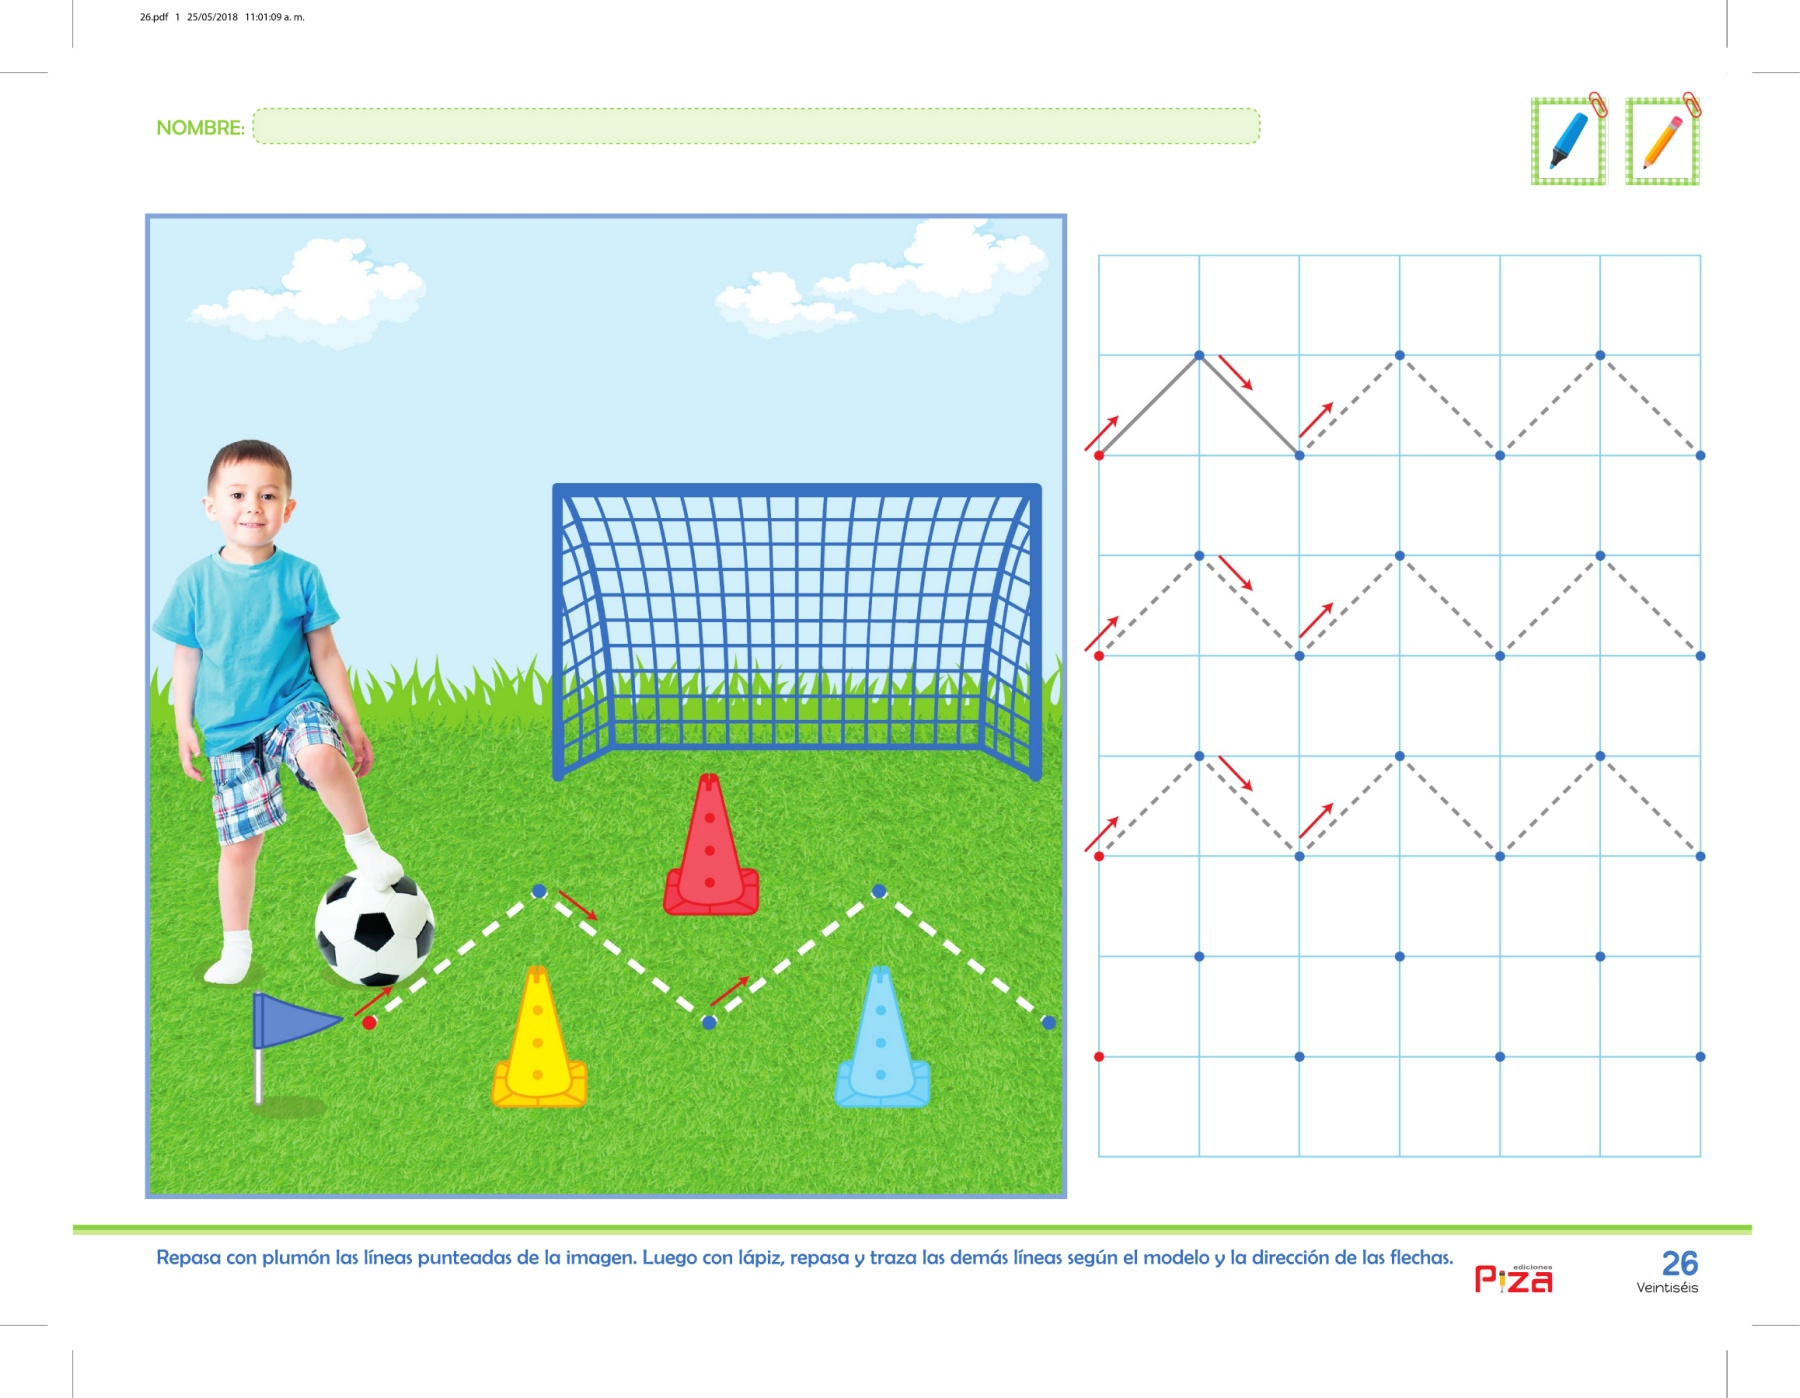 26.pdf 1 25/05/2018 11:01:09 a. m.
NOMBRE:
Repasa con plumón las líneas punteadas de la imagen. Luego con lápiz, repasa y traza las demás líneas según el modelo y la dirección de las flechas.
ediciones
Piza
26
Veintiséis